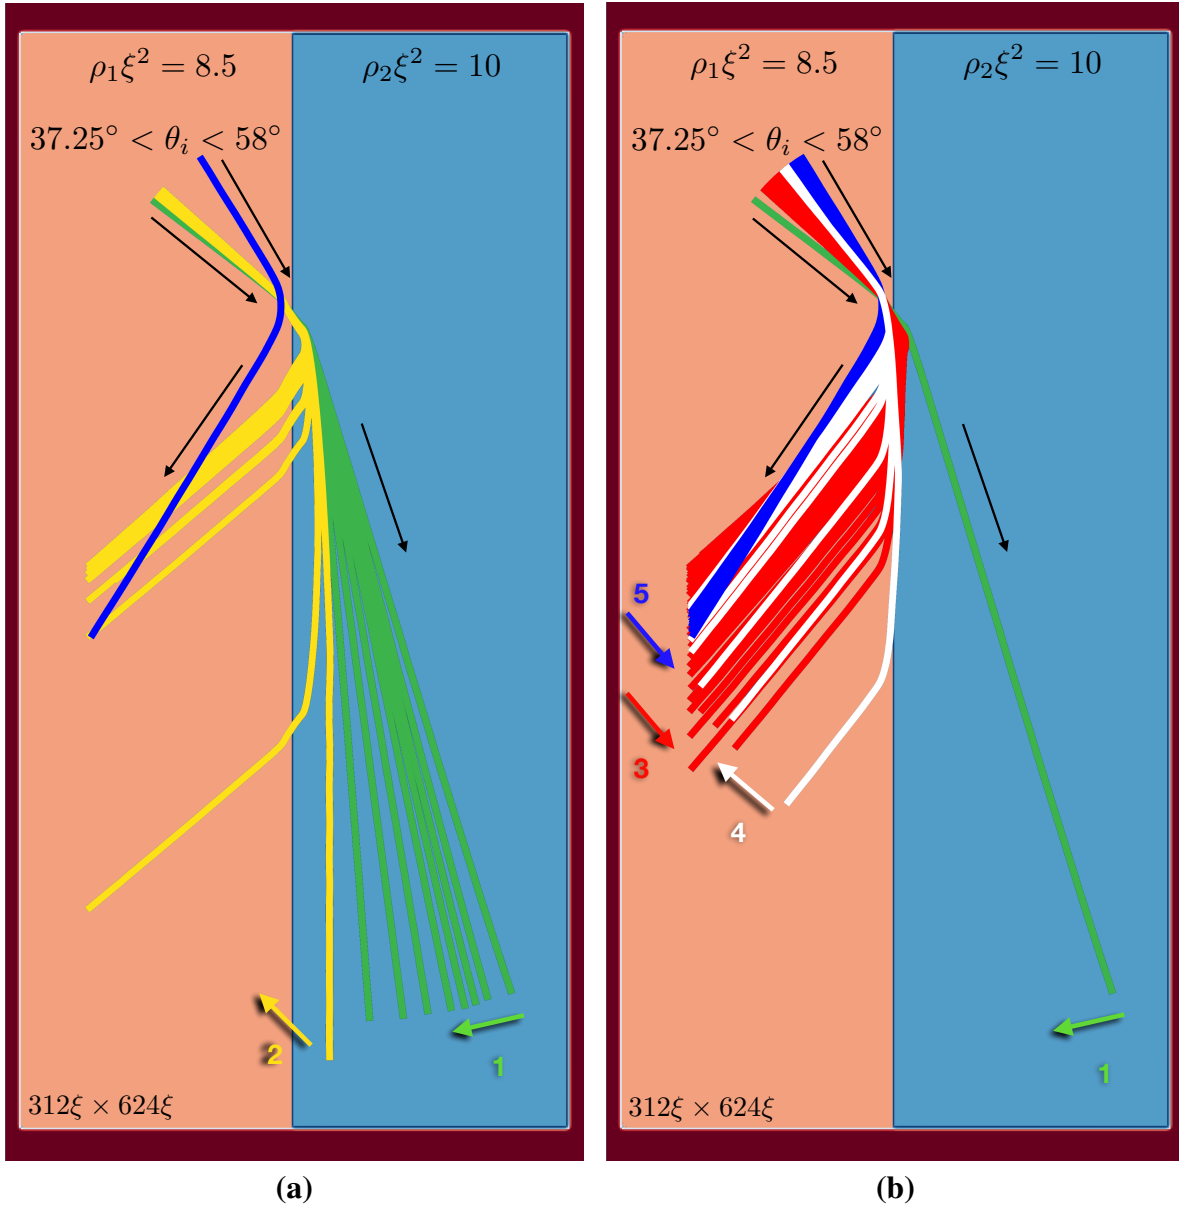 ρ₁ξ² = 8.5
ρ₂ξ² = 10
37.25° < θᵢ < 58°
2
1
312ξ × 624ξ
(a)
ρ₁ξ² = 8.5
ρ₂ξ² = 10
37.25° < θᵢ < 58°
5
3
4
1
312ξ × 624ξ
(b)